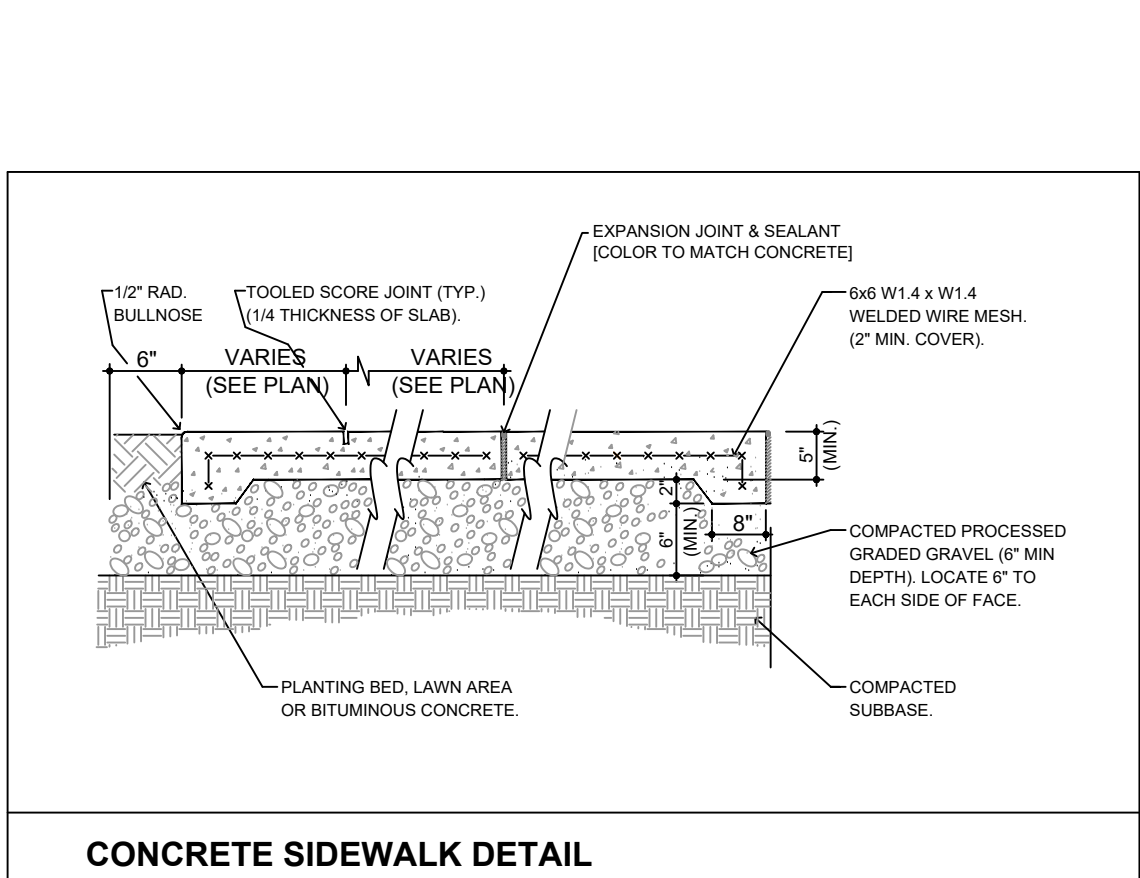 EXPANSION JOINT & SEALANT
[COLOR TO MATCH CONCRETE]
1/2" RAD.
BULLNOSE
TOOLED SCORE JOINT (TYP.)
(1/4 THICKNESS OF SLAB).
6x6 W1.4 x W1.4
WELDED WIRE MESH.
(2" MIN. COVER).
6"
VARIES
(SEE PLAN)
VARIES
(SEE PLAN)
5"
(MIN.)
2"
6"
(MIN.)
8"
COMPACTED PROCESSED
GRADED GRAVEL (6" MIN
DEPTH). LOCATE 6" TO
EACH SIDE OF FACE.
PLANTING BED, LAWN AREA
OR BITUMINOUS CONCRETE.
COMPACTED
SUBBASE.
CONCRETE SIDEWALK DETAIL